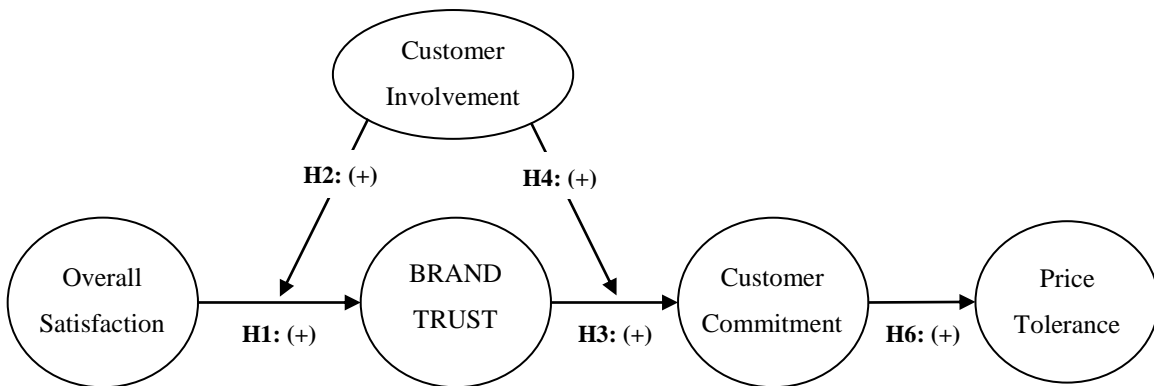 Customer
Involvement
H2: (+)
H4: (+)
Overall
Satisfaction
BRAND
TRUST
Customer
Commitment
Price
Tolerance
H1: (+)
H3: (+)
H6: (+)